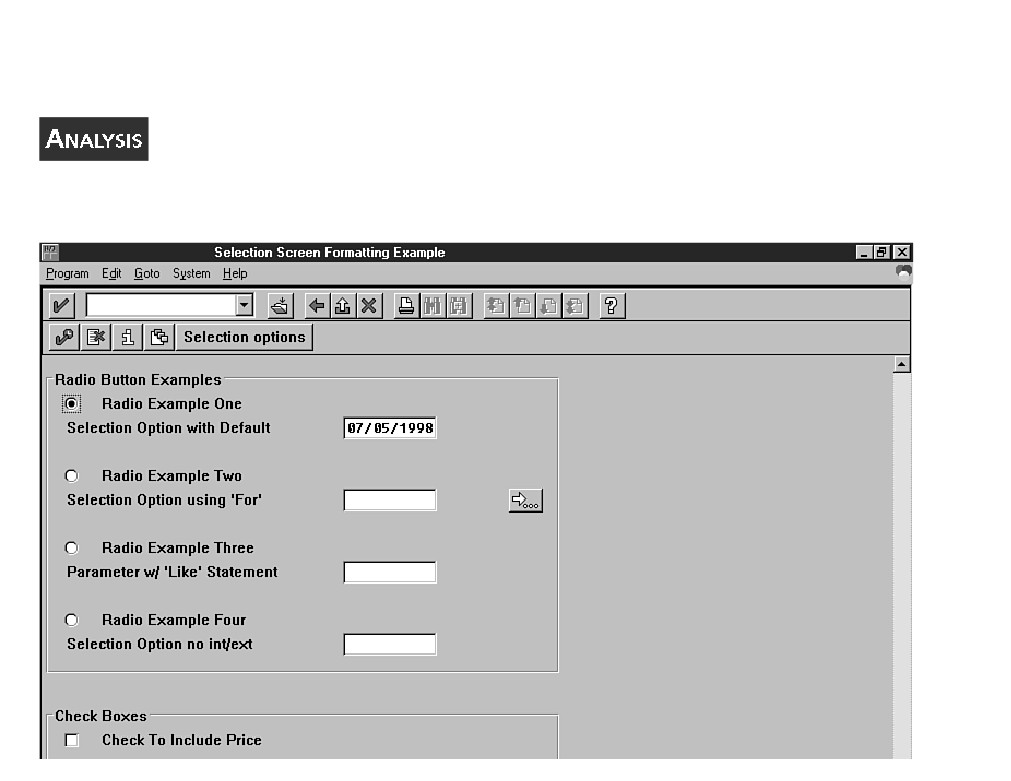 ANALYSIS
Selection Screen Formatting Example
Program Edit Goto System Help
Selection options
Radio Button Examples
Radio Example One
Selection Option with Default 07/05/1998
Radio Example Two
Selection Option using 'For'
Radio Example Three
Parameter w/ 'Like' Statement
Radio Example Four
Selection Option no int/ext
Check Boxes
Check To Include Price